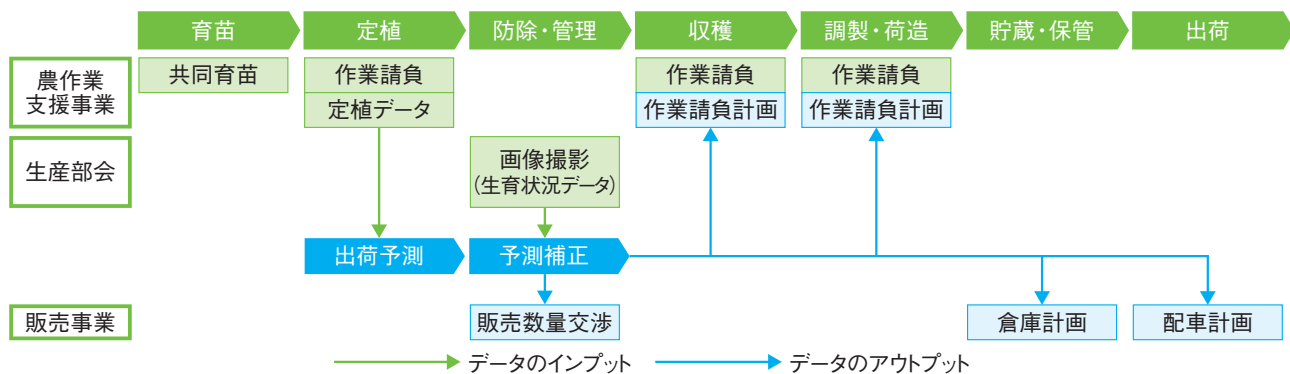 育苗
定植
防除・管理
収穫
調製・荷造
貯蔵・保管
出荷
農作業
支援事業
共同育苗
作業請負
定植データ
作業請負
作業請負計画
作業請負
作業請負計画
生産部会
画像撮影
(生育状況データ)
出荷予測
予測補正
販売事業
販売数量交渉
倉庫計画
配車計画
データのインプット
データのアウトプット